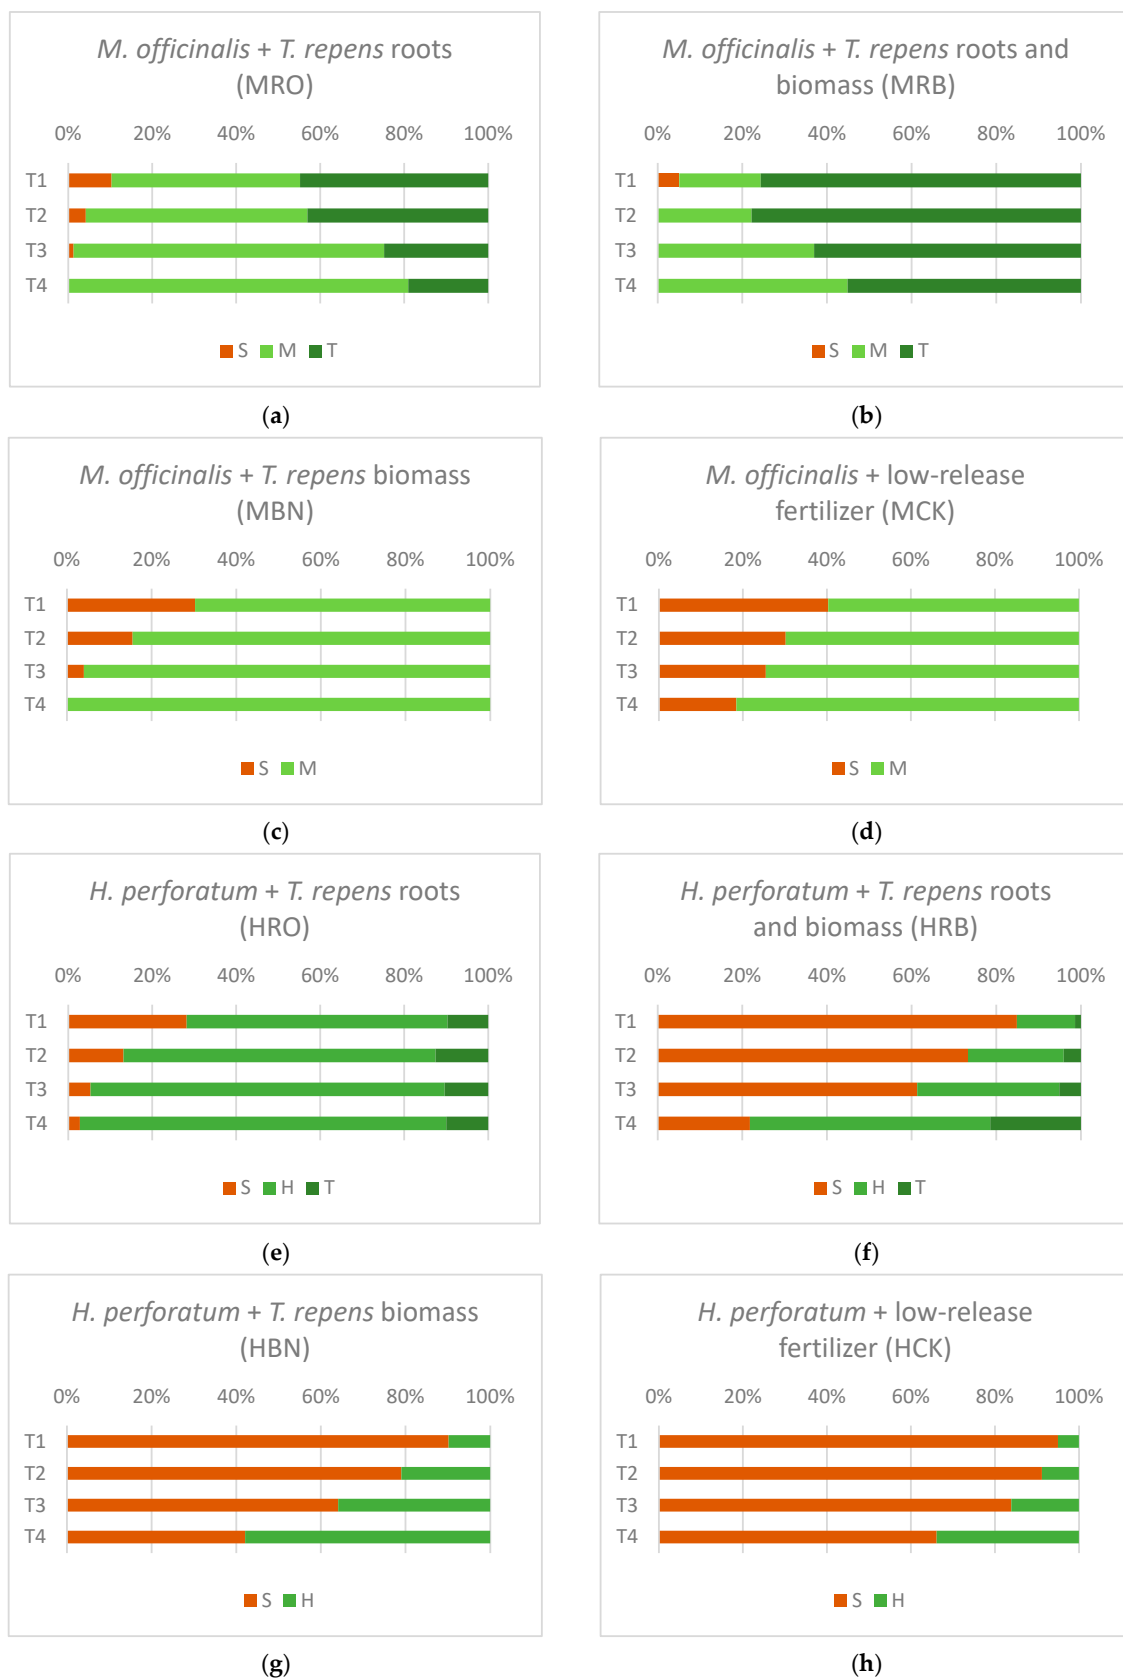 M. officinalis + T. repens roots
(MRO)
0% 20% 40% 60% 80% 100%
T1
T2
T3
T4
S M T
(a)
M. officinalis + T. repens roots and
biomass (MRB)
0% 20% 40% 60% 80% 100%
T1
T2
T3
T4
S M T
(b)
M. officinalis + T. repens biomass
(MBN)
0% 20% 40% 60% 80% 100%
T1
T2
T3
T4
S M
(c)
M. officinalis + low-release
fertilizer (MCK)
0% 20% 40% 60% 80% 100%
T1
T2
T3
T4
S M
(d)
H. perforatum + T. repens roots
(HRO)
0% 20% 40% 60% 80% 100%
T1
T2
T3
T4
S H T
(e)
H. perforatum + T. repens roots
and biomass (HRB)
0% 20% 40% 60% 80% 100%
T1
T2
T3
T4
S H T
(f)
H. perforatum + T. repens biomass
(HBN)
0% 20% 40% 60% 80% 100%
T1
T2
T3
T4
S H
(g)
H. perforatum + low-release
fertilizer (HCK)
0% 20% 40% 60% 80% 100%
T1
T2
T3
T4
S H
(h)